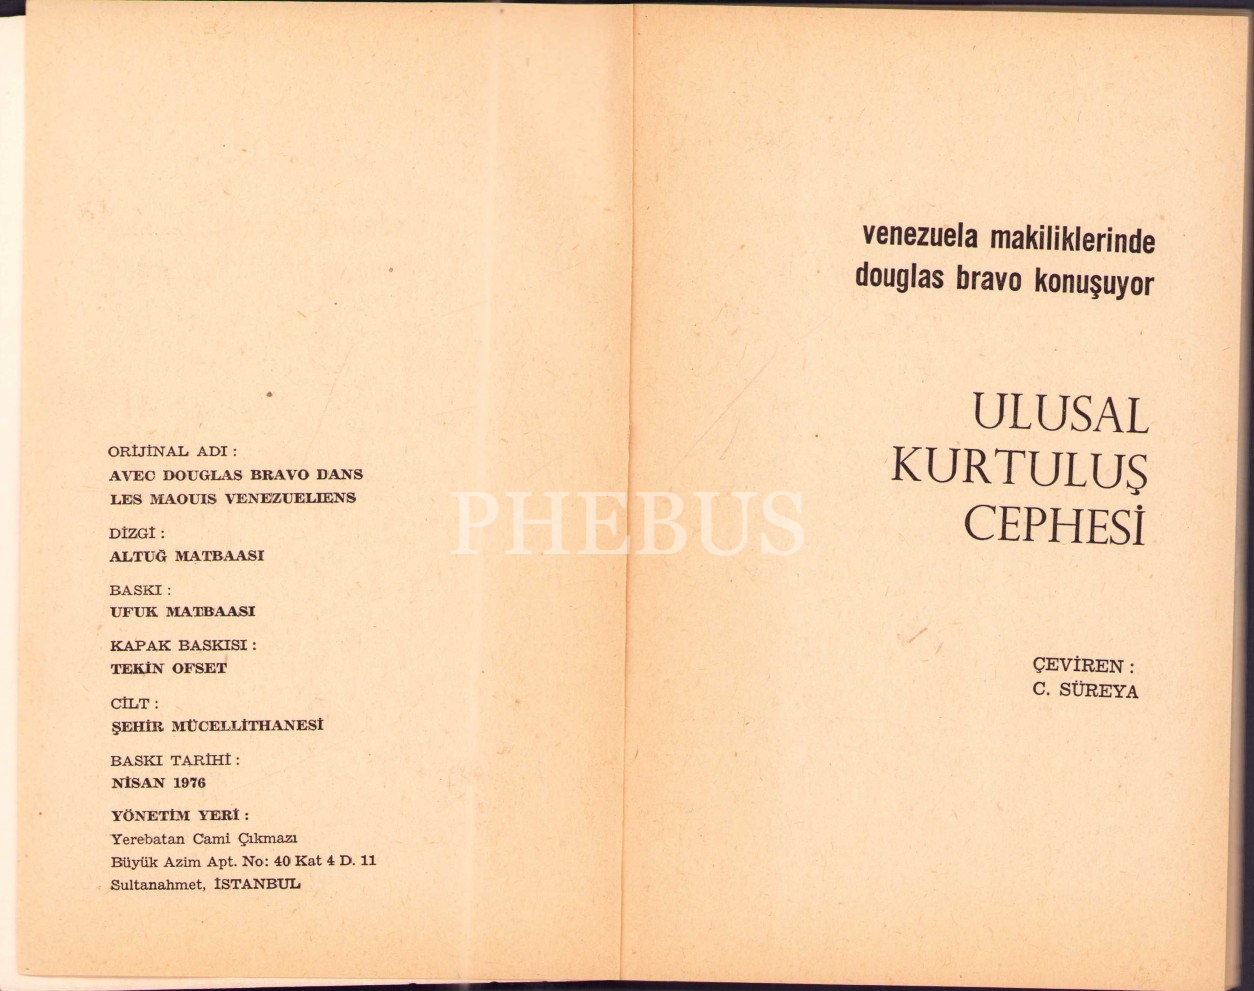 ORİJİNAL ADI :
AVEC DOUGLAS BRAVO DANS
LES MAOUIS VENEZUELIENS
DİZGİ :
ALTUĞ MATBAASI
BASKI :
UFUK MATBAASI
KAPAK BASKISI :
TEKİN OFSET
CİLT :
ŞEHİR MÜCELLİTHANESİ
BASKI TARİHİ :
NİSAN 1976
YÖNETİM YERİ :
Yerebatan Cami Çıkmazı
Büyük Azim Apt. No: 40 Kat 4 D. 11
Sultanahmet, İSTANBUL
venezuela makiliklerinde
douglas bravo konuşuyor
ULUSAL
KURTULUŞ
CEPHESİ
ÇEVİREN :
C. SÜREYA
PHEBUS